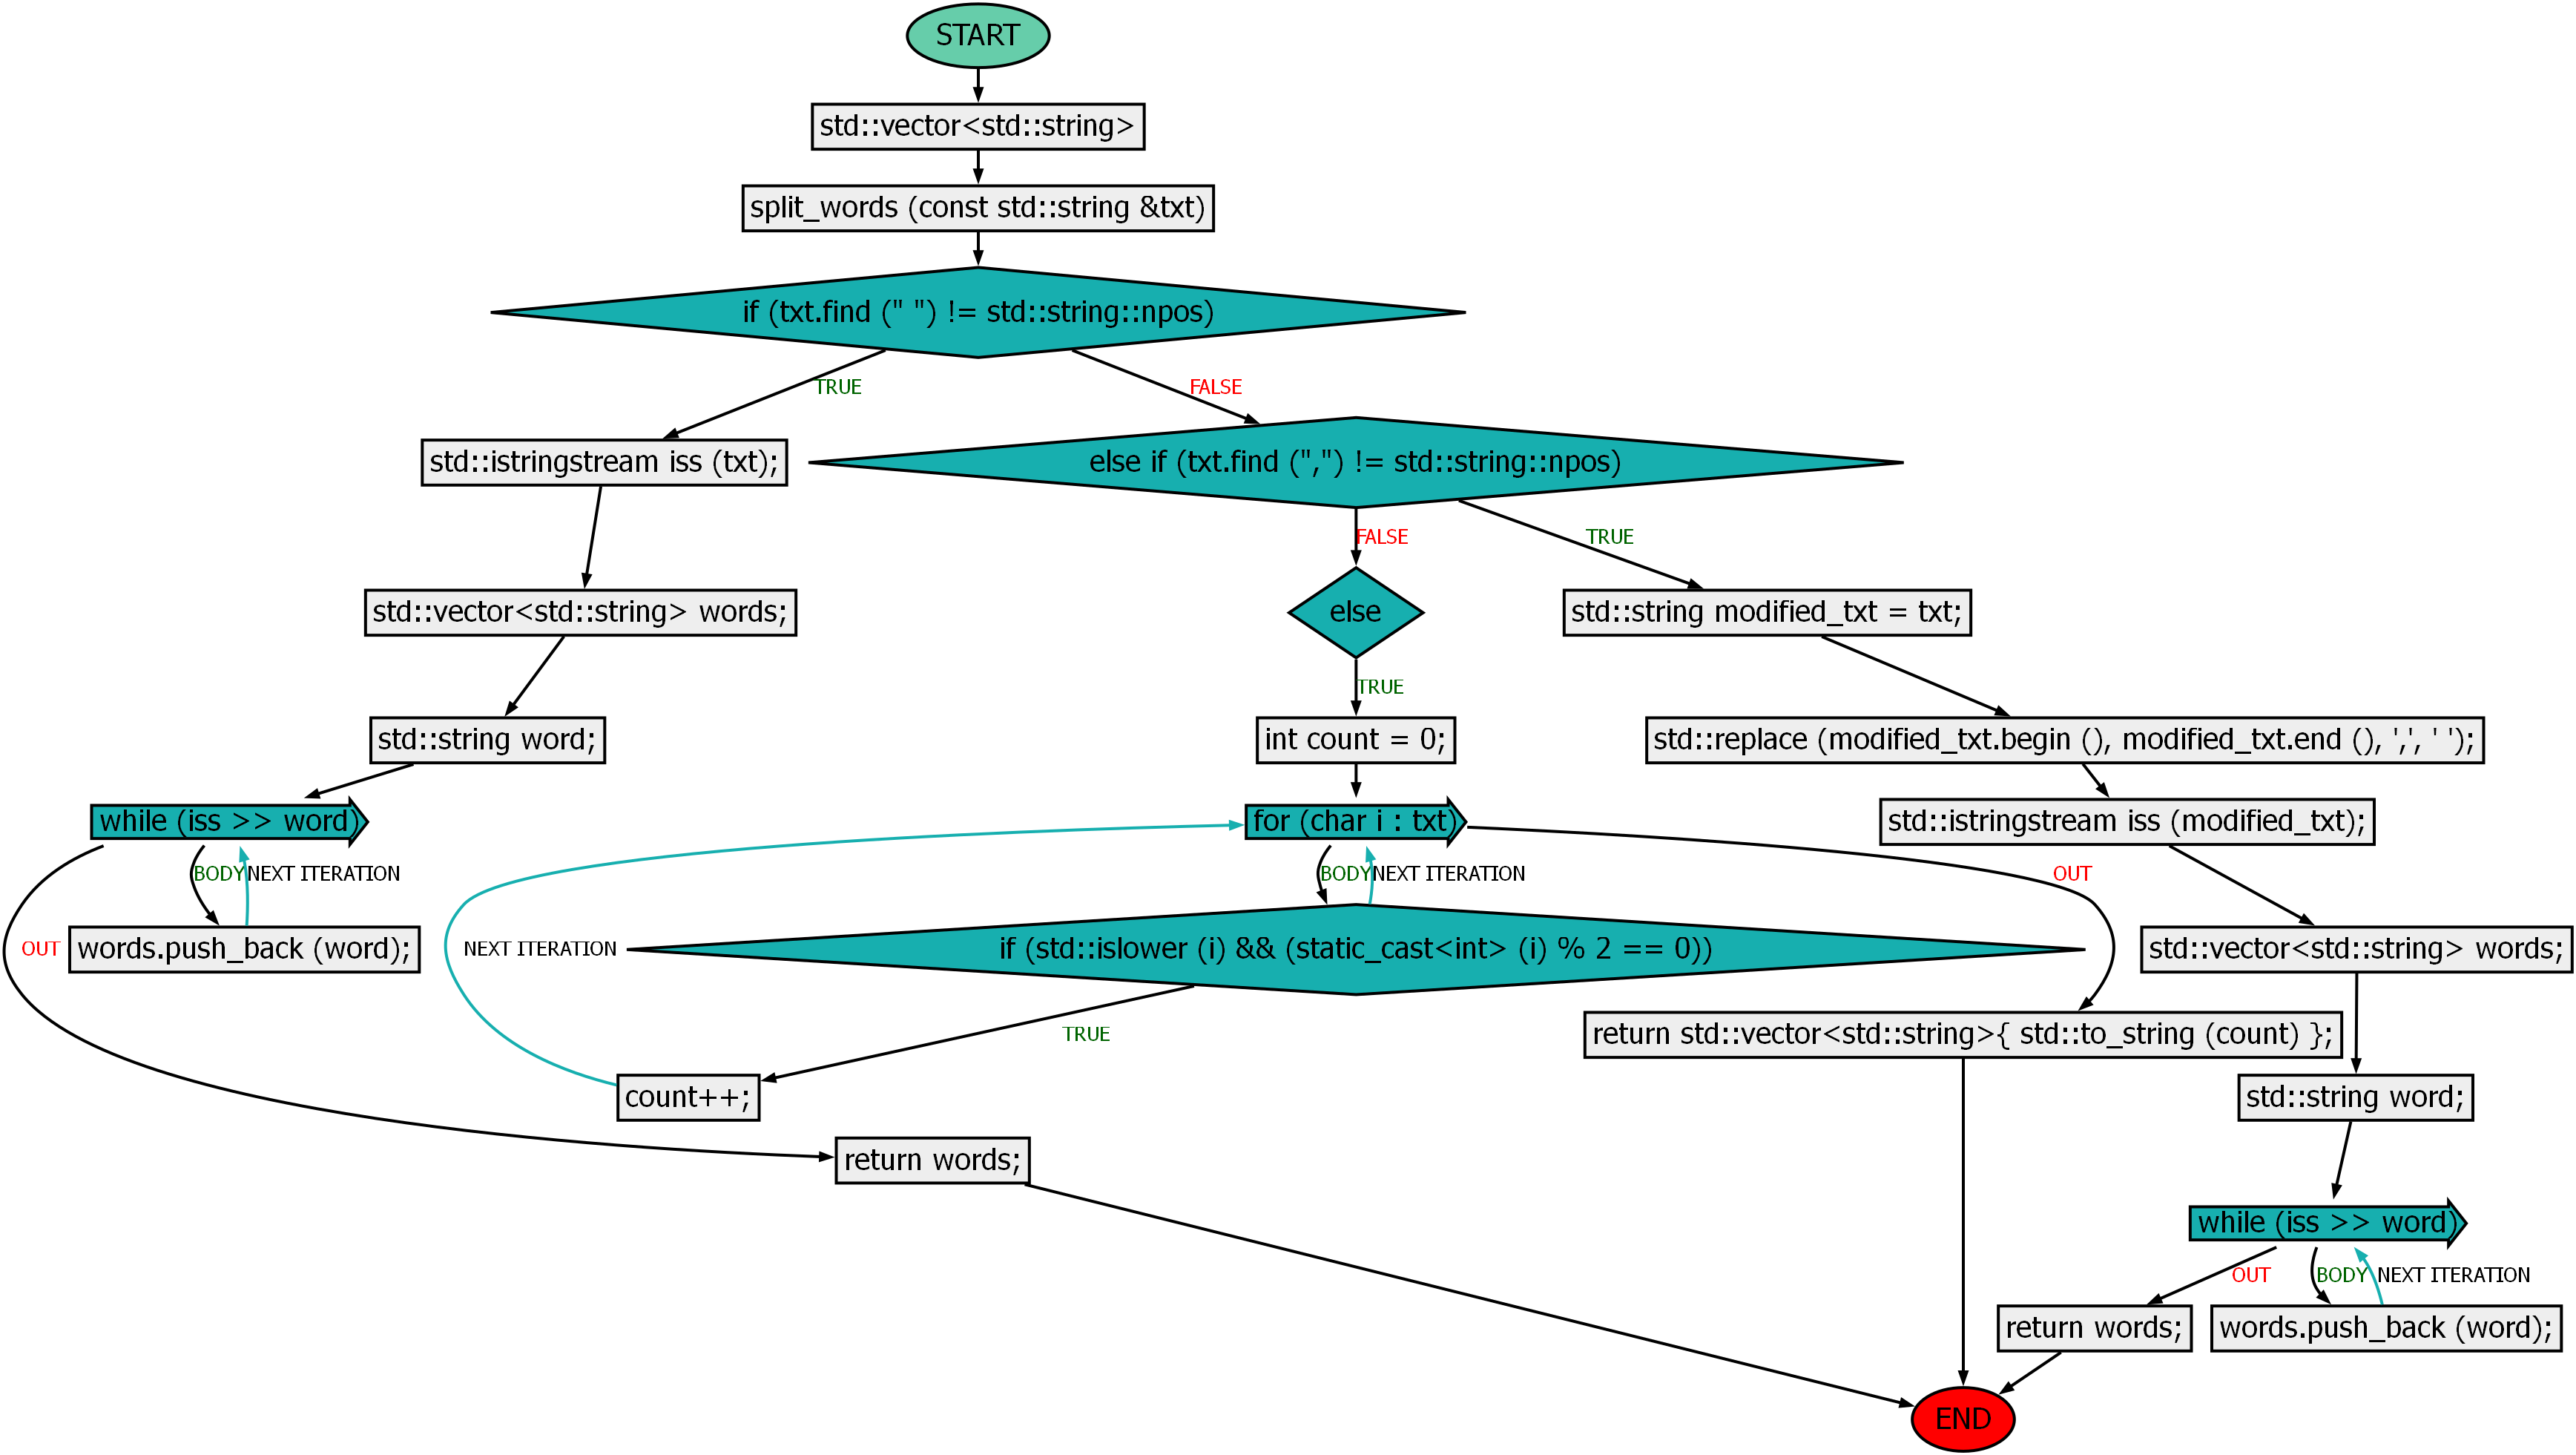 START
std::vector<std::string>
split_words (const std::string &txt)
if (txt.find (" ") != std::string::npos)
TRUE
FALSE
std::istringstream iss (txt);
else if (txt.find (",") != std::string::npos)
FALSE
TRUE
std::vector<std::string> words;
else
std::string modified_txt = txt;
TRUE
std::string word;
int count = 0;
std::replace (modified_txt.begin (), modified_txt.end (), ',', ' ');
while (iss >> word)
for (char i : txt)
std::istringstream iss (modified_txt);
BODY
NEXT ITERATION
BODY
NEXT ITERATION
OUT
OUT
words.push_back (word);
NEXT ITERATION
if (std::islower (i) && (static_cast<int> (i) % 2 == 0))
std::vector<std::string> words;
TRUE
return std::vector<std::string>{ std::to_string (count) };
count++;
std::string word;
return words;
while (iss >> word)
OUT
BODY
NEXT ITERATION
return words;
words.push_back (word);
END